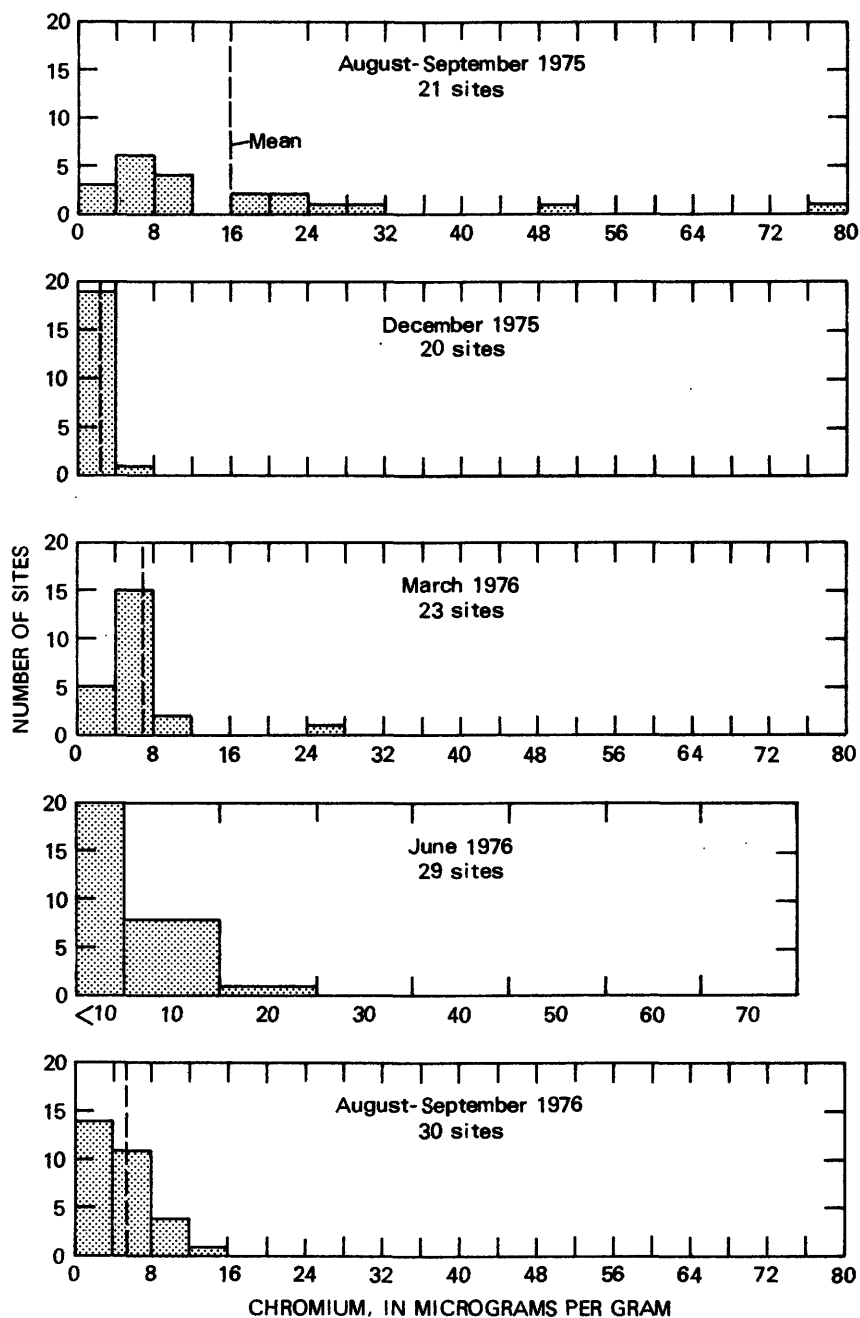 20
August-September 1975
21 sites
15
10
Mean
5
0
0 8 16 24 32 40 48 56 64 72 80
20
December 1975
20 sites
15
10
5
0
NUMBER OF SITES
20
March 1976
23 sites
15
10
5
0
0 8 16 24 32 40 48 56 64 72 80
20
June 1976
29 sites
15
10
5
0
<10 10 20 30 40 50 60 70
20
August-September 1976
30 sites
15
10
5
0
0 8 16 24 32 40 48 56 64 72 80
CHROMIUM, IN MICROGRAMS PER GRAM